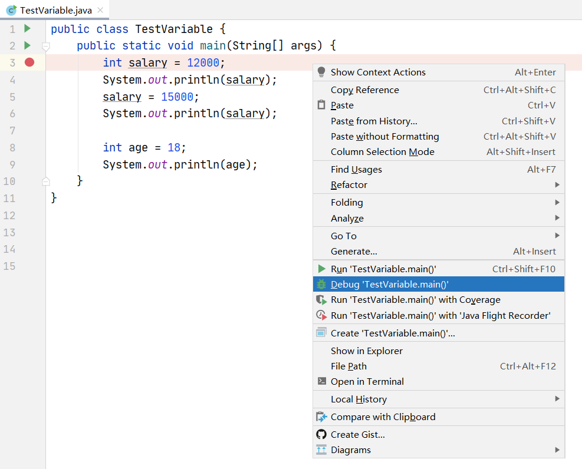 TestVariable.java
1 public class TestVariable {
2 public static void main(String[] args) {
3 int salary = 12000;
4 System.out.println(salary);
5 salary = 15000;
6 System.out.println(salary);
7
8 int age = 18;
9 System.out.println(age);
10 }
11 }
12
13
14
15
Show Context Actions Alt+Enter
Copy Reference Ctrl+Alt+Shift+C
Paste Ctrl+V
Paste from History... Ctrl+Shift+V
Paste without Formatting Ctrl+Alt+Shift+V
Column Selection Mode Alt+Shift+Insert
Find Usages Alt+F7
Refactor
Folding
Analyze
Go To
Generate... Alt+Insert
Run 'TestVariable.main()' Ctrl+Shift+F10
Debug 'TestVariable.main()'
Run 'TestVariable.main()' with Coverage
Run 'TestVariable.main()' with 'Java Flight Recorder'
Create 'TestVariable.main()'...
Show in Explorer
File Path Ctrl+Alt+F12
Open in Terminal
Local History
Compare with Clipboard
Create Gist...
Diagrams